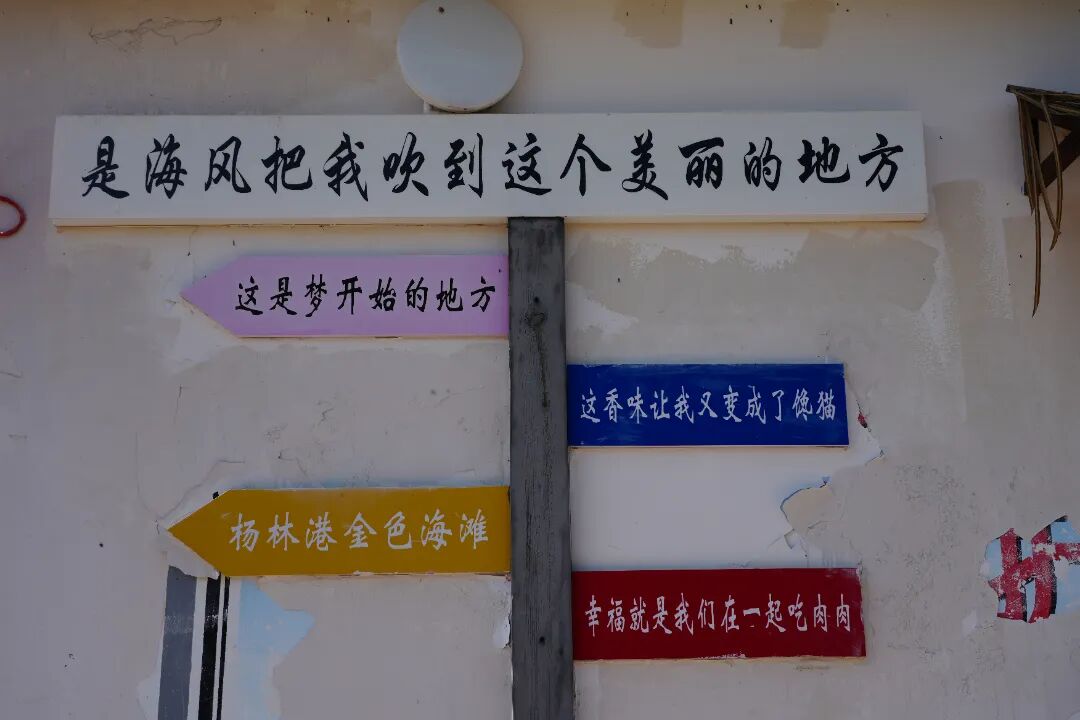 是海风把我吹到这个美丽的地方
这是梦开始的地方
这香味让我又变成了馋猫
杨林港金色海滩
幸福就是我们在一起吃肉肉